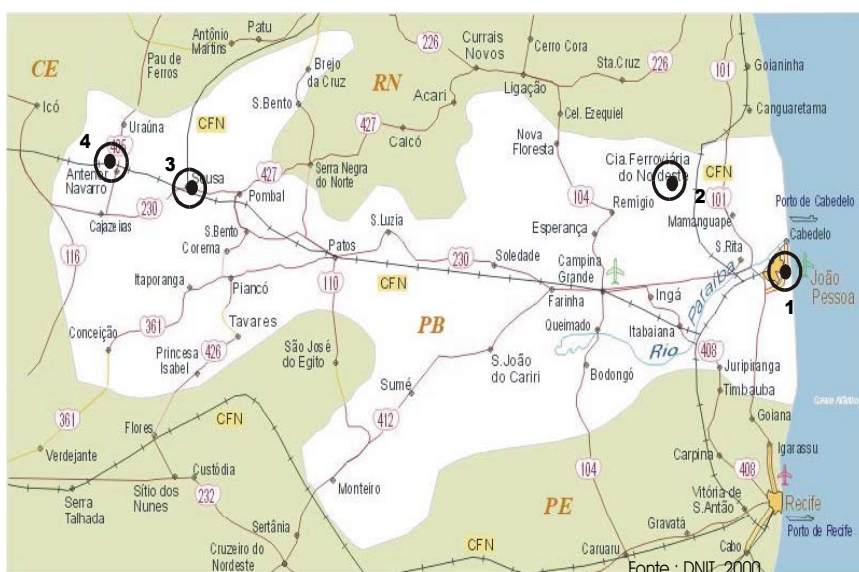 Patu
Antônio
Martins
Pau de
Ferros
CE
Icó
Brejo
da Cruz
RN
226
Currais
Novos
Cerro Cora
Sta.Cruz
226
101
Goianinha
Ligação
Acari
Canguaretama
Cel. Ezequiel
S.Bento
427
Uraúna
CFN
Calcó
Nova
Floresta
4
405
3
Antenor
Navarro
Sousa
427
Serra Negra
do Norte
Cia.Ferroviária
do Nordeste
2
CFN
Pombal
104
Remígio
101
Mamanguape
Porto de Cabedelo
Cabedelo
230
Cajazeiras
S.Bento
Corema
S.Luzia
Esperança
116
Patos
230
Soledade
Campina
Grande
S.Rita
João
Pessoa
1
Itaporanga
Piancó
110
CFN
Farinha
Ingá
Paraíba
Rio
Itabaiana
Queimado
PB
Conceição
361
Tavares
426
Princesa
Isabel
São José
do Egito
S.João
do Cariri
Bodongó
408
Juripiranga
Timbauba
Sumé
412
Goiana
361
Verdejante
Flores
CFN
Igarassu
Carpina
408
104
Custódia
Sítio dos
Nunes
232
Monteiro
Serra
Talhada
PE
Vitória de
S.Antão
Recife
Sertânia
Gravatá
Porto de Recife
Cruzeiro do
Nordeste
CFN
Caruaru
Cabo
Fonte : DNIT, 2000